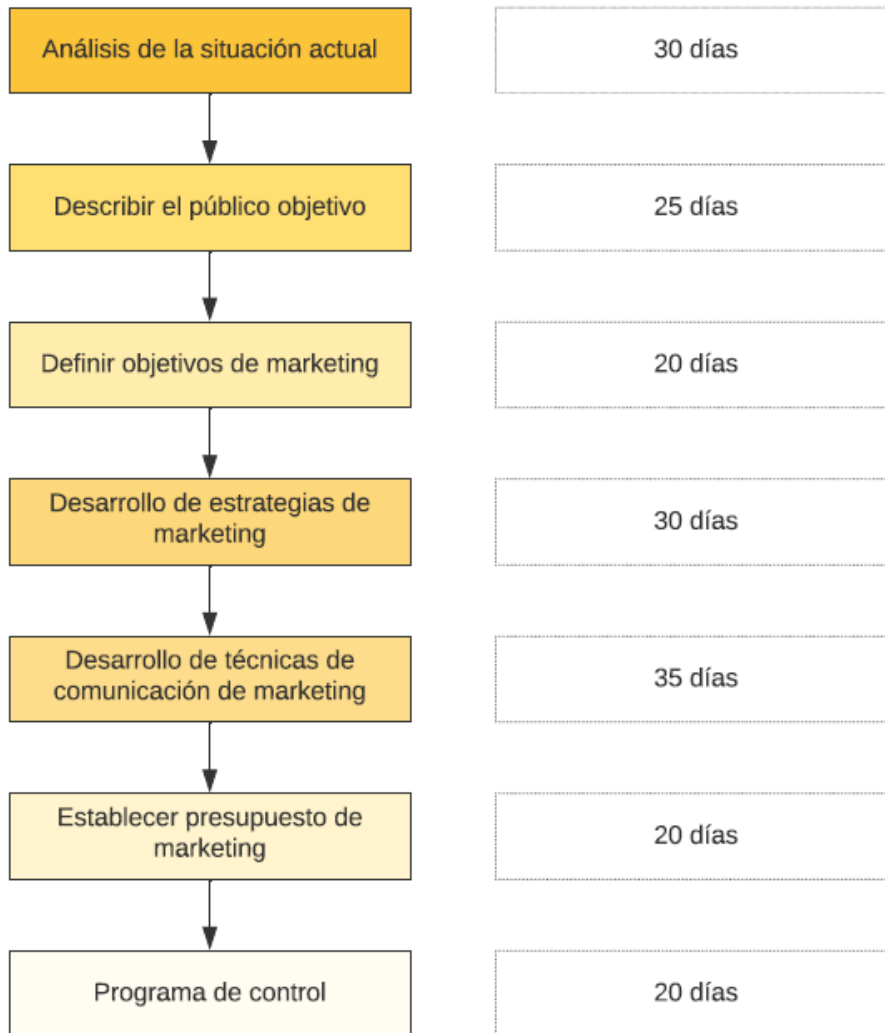 Análisis de la situación actual
30 días
Describir el público objetivo
25 días
Definir objetivos de marketing
20 días
Desarrollo de estrategias de
marketing
30 días
Desarrollo de técnicas de
comunicación de marketing
35 días
Establecer presupuesto de
marketing
20 días
Programa de control
20 días